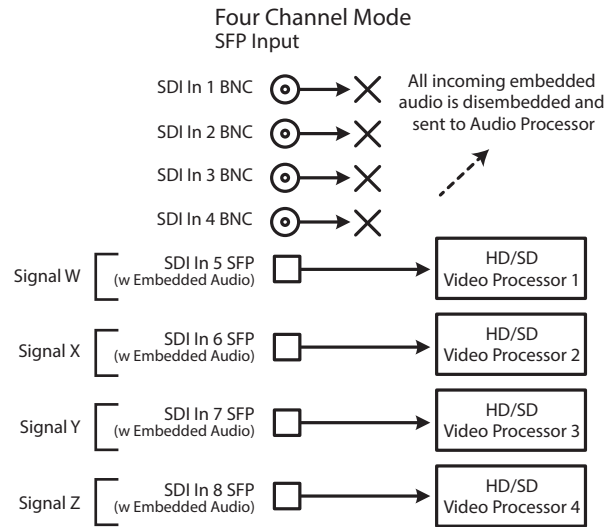 Four Channel Mode
SFP Input
SDI In 1 BNC
SDI In 2 BNC
SDI In 3 BNC
SDI In 4 BNC
All incoming embedded
audio is disembedded and
sent to Audio Processor
Signal W
SDI In 5 SFP
(w Embedded Audio)
HD/SD
Video Processor 1
Signal X
SDI In 6 SFP
(w Embedded Audio)
HD/SD
Video Processor 2
Signal Y
SDI In 7 SFP
(w Embedded Audio)
HD/SD
Video Processor 3
Signal Z
SDI In 8 SFP
(w Embedded Audio)
HD/SD
Video Processor 4